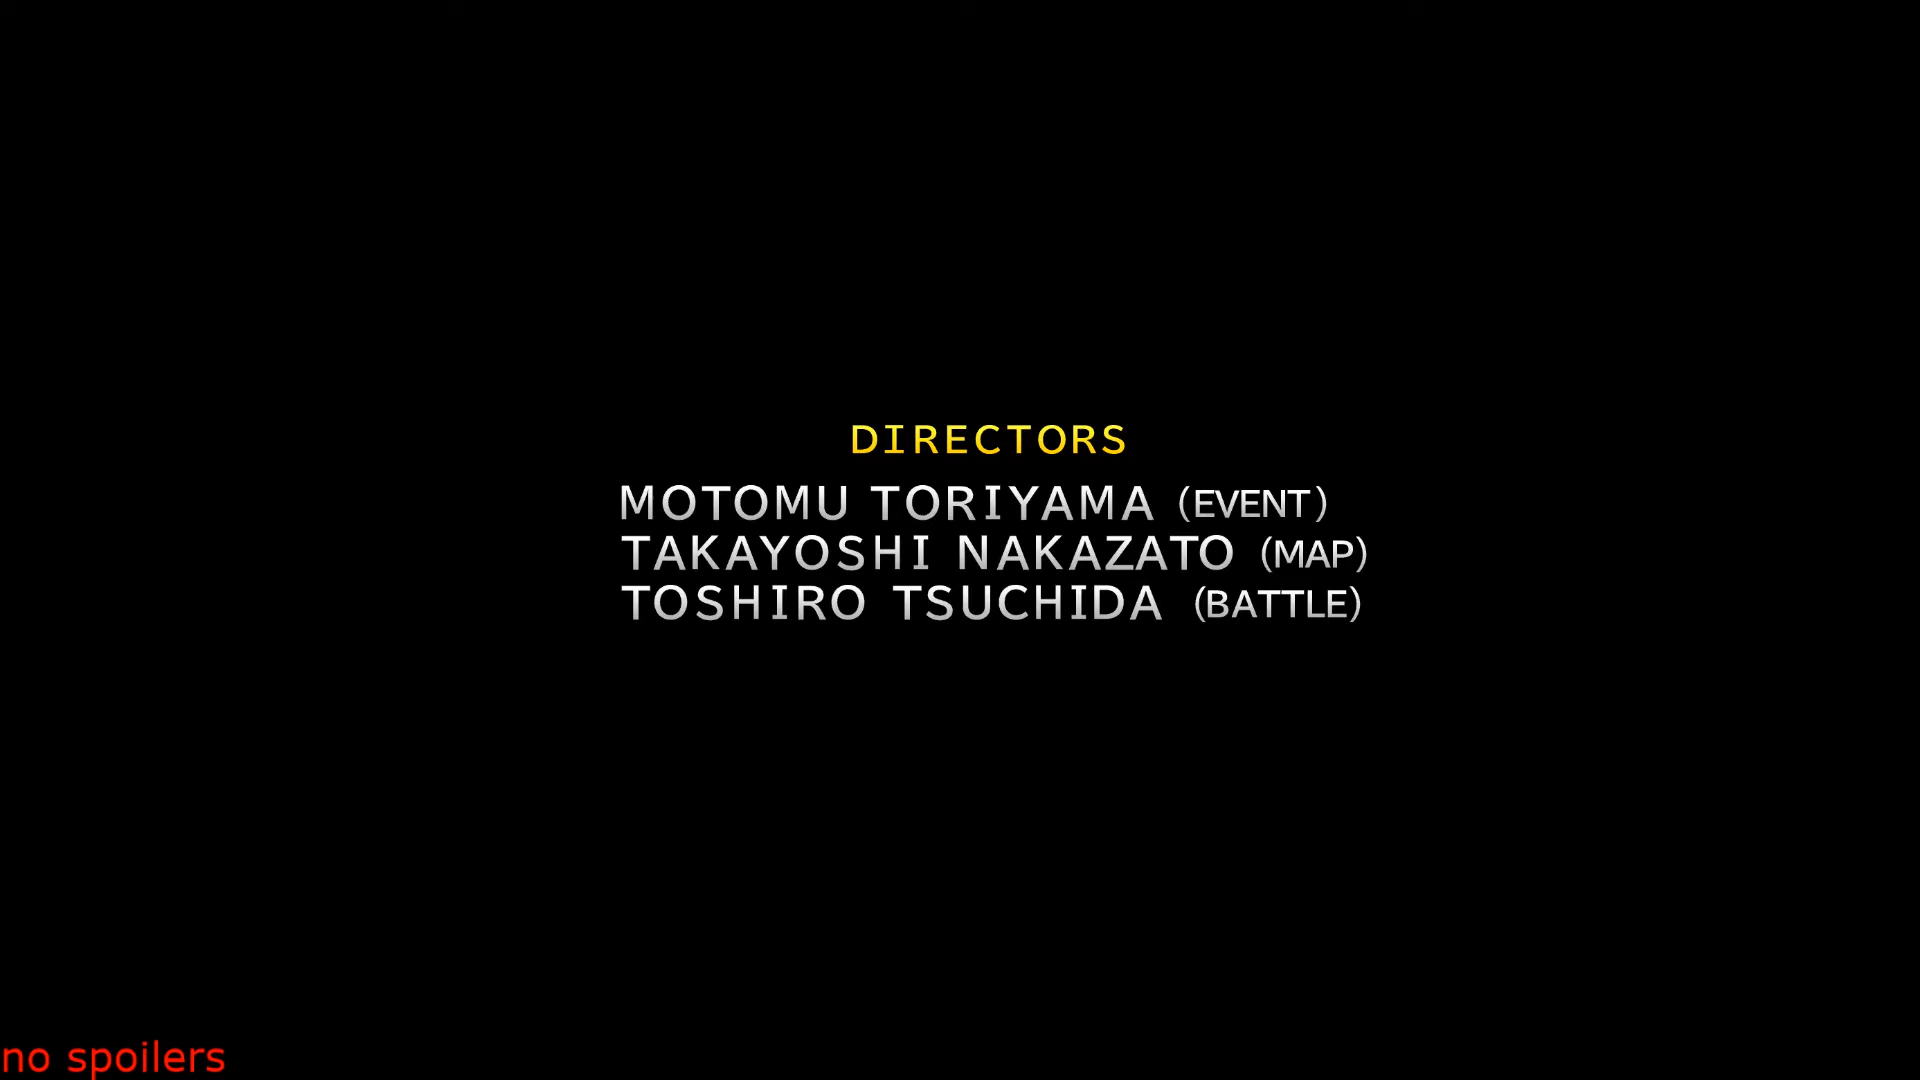 DIRECTORS
MOTOMU TORIYAMA (EVENT)
TAKAYOSHI NAKAZATO (MAP)
TOSHIRO TSUCHIDA (BATTLE)
no spoilers